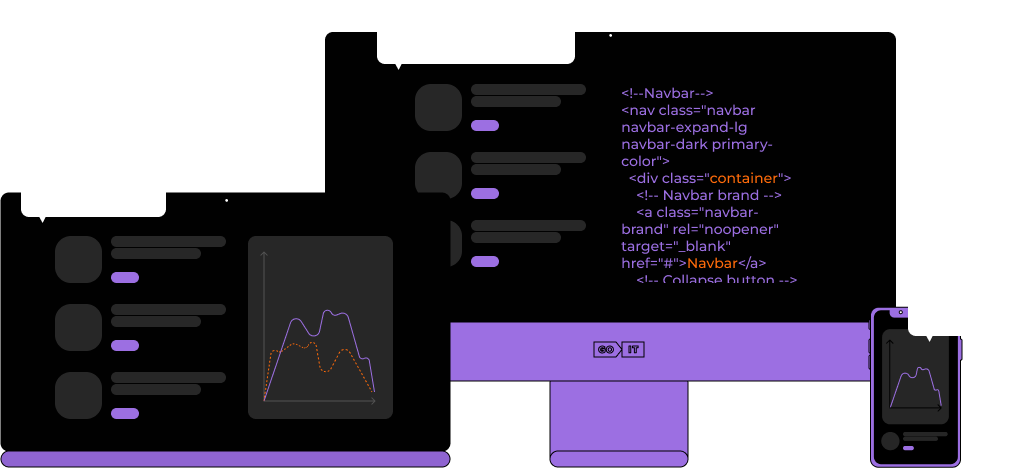 <!--Navbar-->
<nav class="navbar
navbar-expand-lg
navbar-dark primary-
color">
<div class="container">
<!-- Navbar brand -->
<a class="navbar-
brand" rel="noopener"
target="_blank"
href="#">Navbar</a>
<!-- Collapse button -->
GO IT